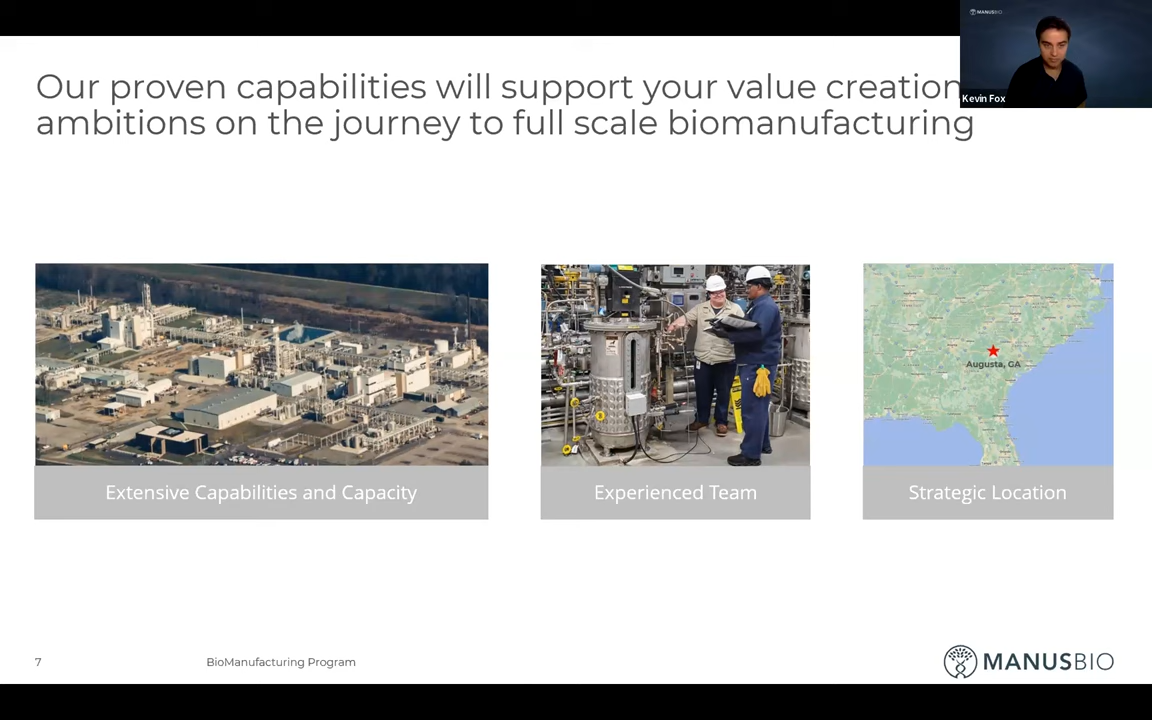 MANUSBIO
Kevin Fox
Our proven capabilities will support your value creation
ambitions on the journey to full scale biomanufacturing
Augusta, GA
Extensive Capabilities and Capacity
Experienced Team
Strategic Location
7
BioManufacturing Program
MANUSBIO